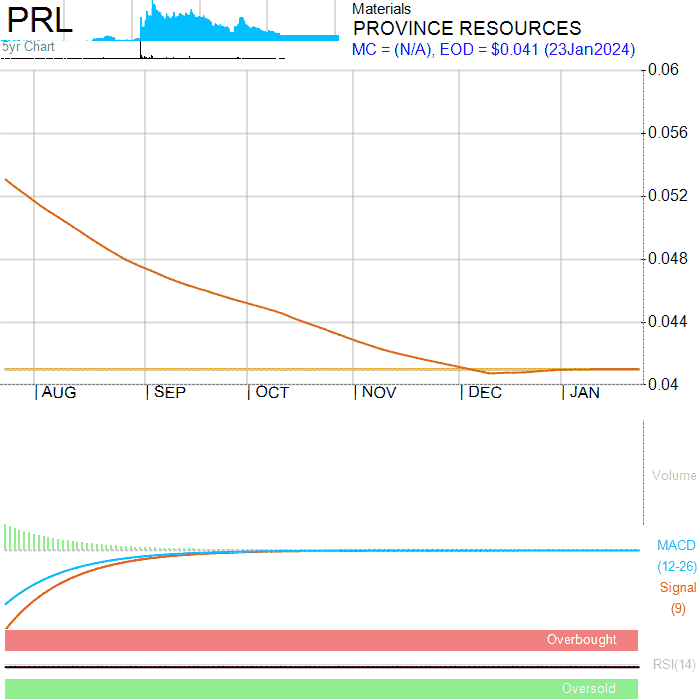 PRL
5yr Chart
Materials
PROVINCE RESOURCES
MC = (N/A), EOD = $0.041 (23Jan2024)
0.06
0.056
0.052
0.048
0.044
0.04
AUG SEP OCT NOV DEC JAN
Volume
MACD
(12-26)
Signal
(9)
Overbought
RSI(14)
Oversold